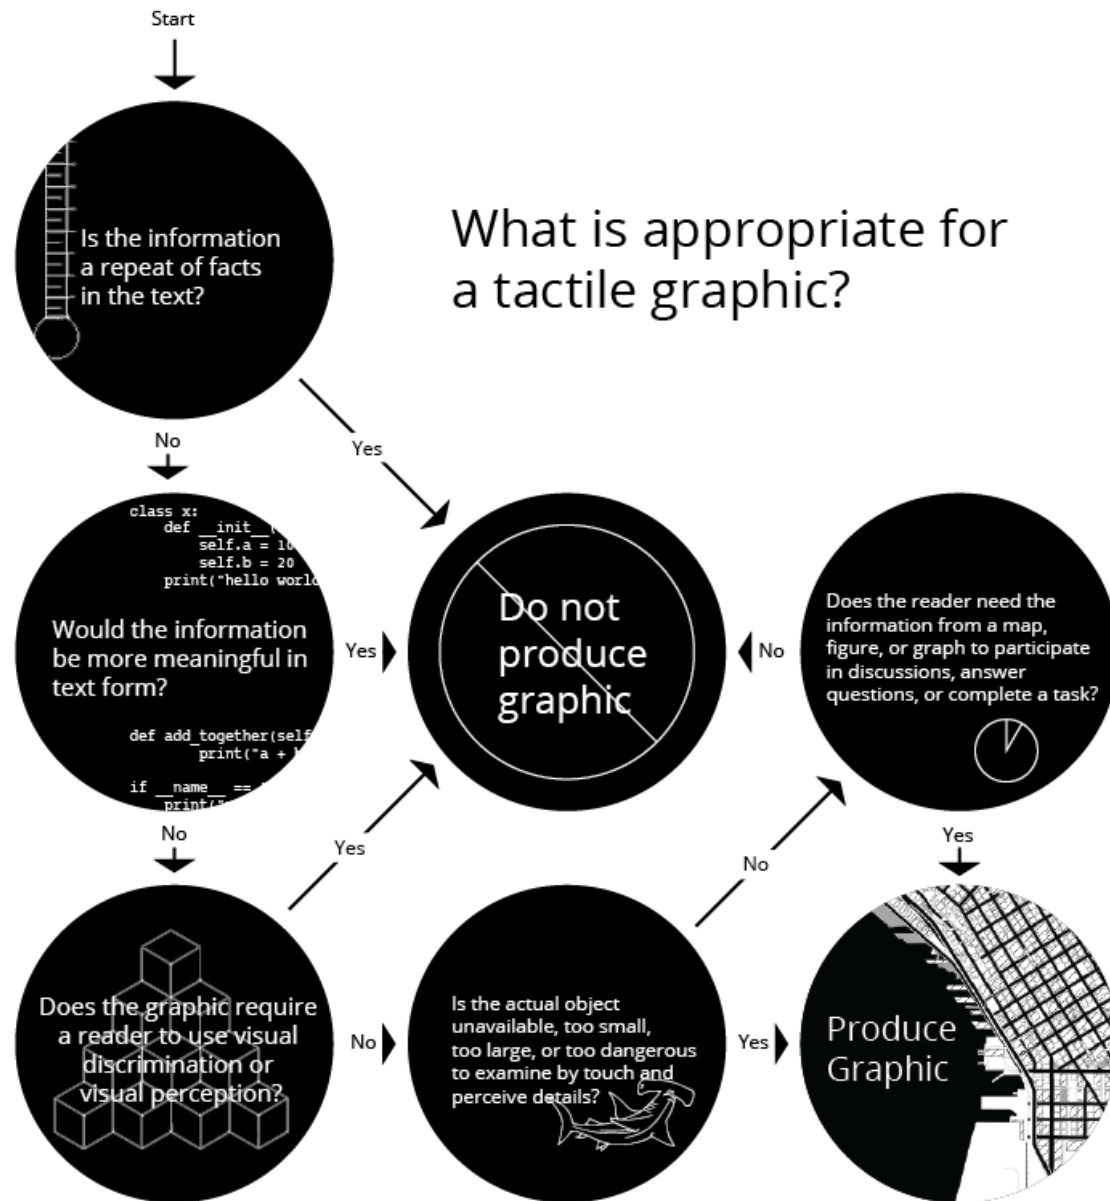 Start
What is appropriate for
a tactile graphic?
Is the information
a repeat of facts
in the text?
Yes
No
class x:
def __init__(
self.a = 10
self.b = 20
print("hello world
Would the information
be more meaningful in
text form?
def add_together(self
print("a +
if __name__ ==
print("
Yes
Do not
produce
graphic
No
Does the reader need the
information from a map,
figure, or graph to participate
in discussions, answer
questions, or complete a task?
No
Yes
No
Yes
Does the graphic require
a reader to use visual
discrimination or
visual perception?
No
Is the actual object
unavailable, too small,
too large, or too dangerous
to examine by touch and
perceive details?
Yes
Produce
Graphic